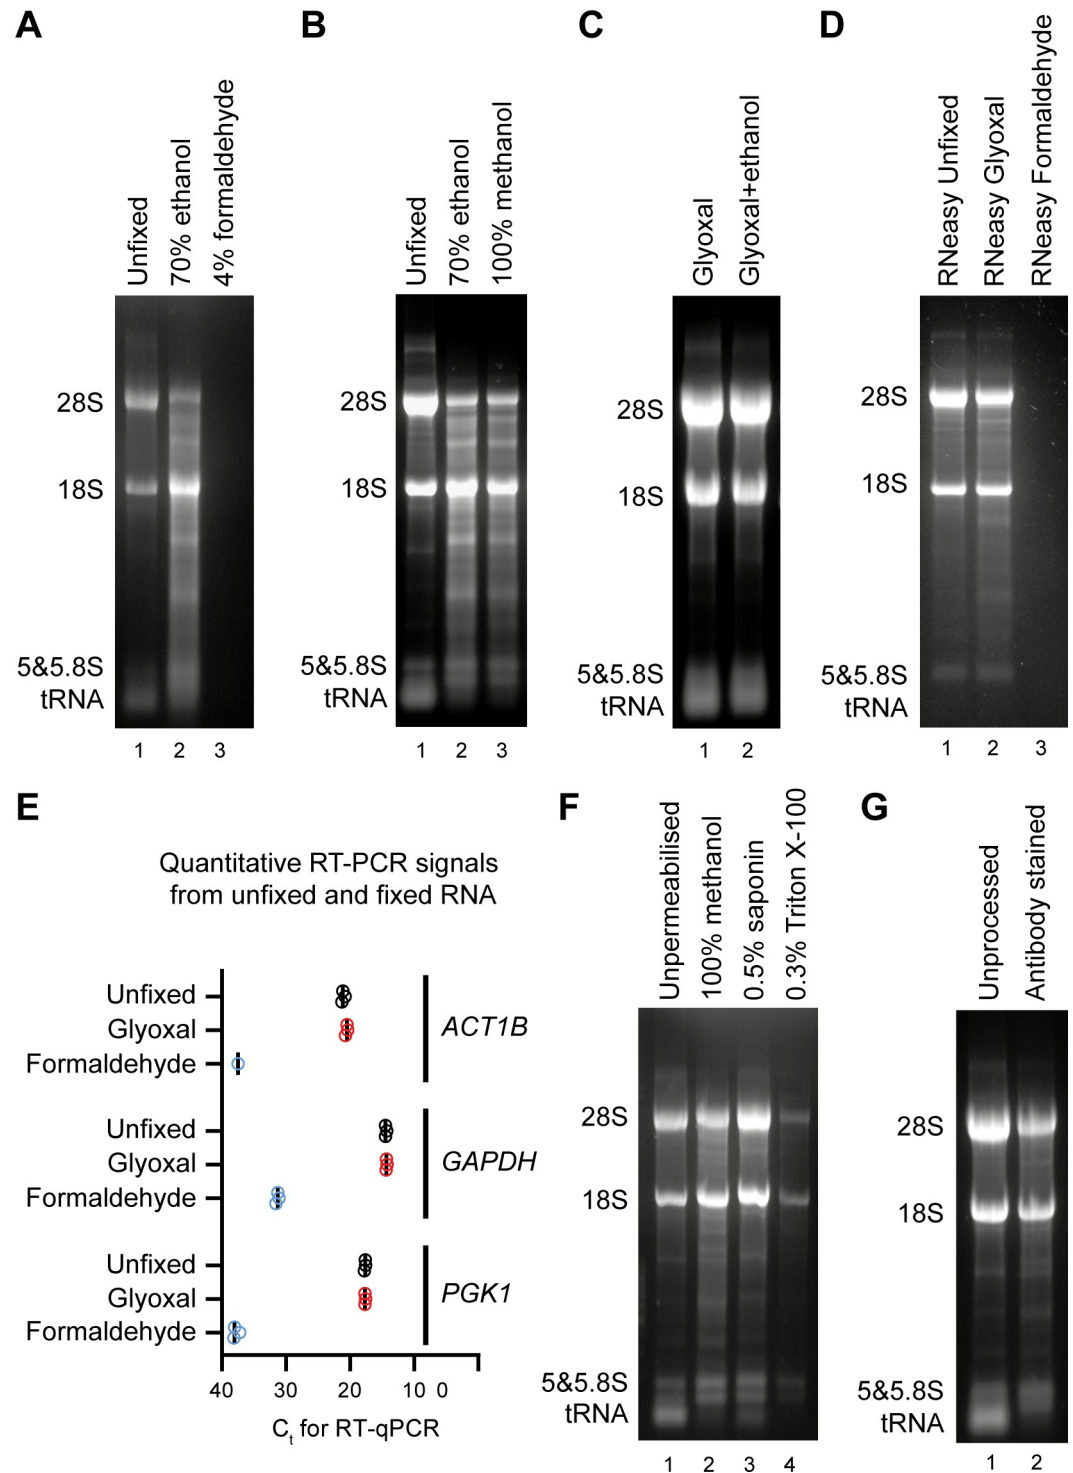 A
Unfixed
70% ethanol
4% formaldehyde
28S
18S
5&5.8S
tRNA
1 2 3
B
Unfixed
70% ethanol
100% methanol
28S
18S
5&5.8S
tRNA
1 2 3
C
Glyoxal
Glyoxal+ethanol
28S
18S
5&5.8S
tRNA
1 2
D
RNeasy Unfixed
RNeasy Glyoxal
RNeasy Formaldehyde
28S
18S
5&5.8S
tRNA
1 2 3
E
Quantitative RT-PCR signals
from unfixed and fixed RNA
Unfixed
Glyoxal
Formaldehyde
ACT1B
Unfixed
Glyoxal
Formaldehyde
GAPDH
Unfixed
Glyoxal
Formaldehyde
PGK1
40 30 20 10 0
Ct for RT-qPCR
F
Unpermeabilised
100% methanol
0.5% saponin
0.3% Triton X-100
28S
18S
5&5.8S
tRNA
1 2 3 4
G
Unprocessed
Antibody stained
28S
18S
5&5.8S
tRNA
1 2